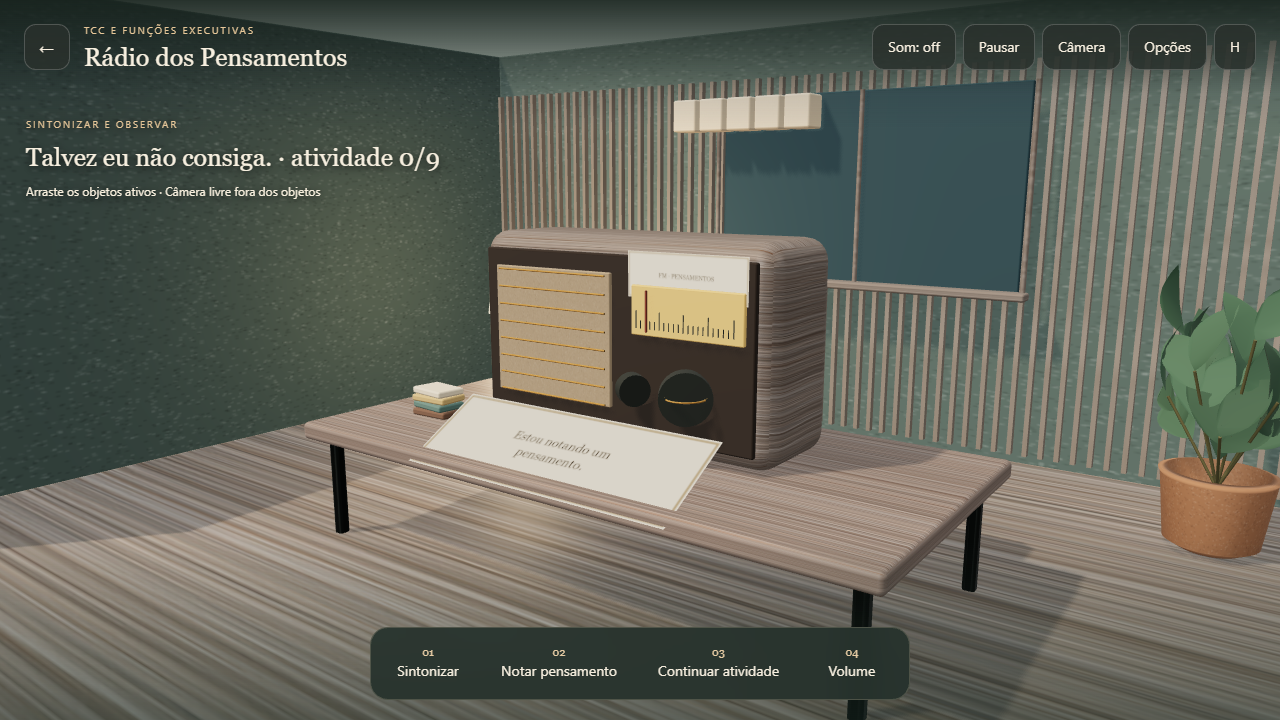 ←
TCC E FUNÇÕES EXECUTIVAS
Rádio dos Pensamentos
Som: off
Pausar
Câmera
Opções
H
SINTONIZAR E OBSERVAR
Talvez eu não consiga. · atividade 0/9
Arraste os objetos ativos · Câmera livre fora dos objetos
FM PENSAMENTOS
Estou notando um
pensamento.
01
Sintonizar
02
Notar pensamento
03
Continuar atividade
04
Volume